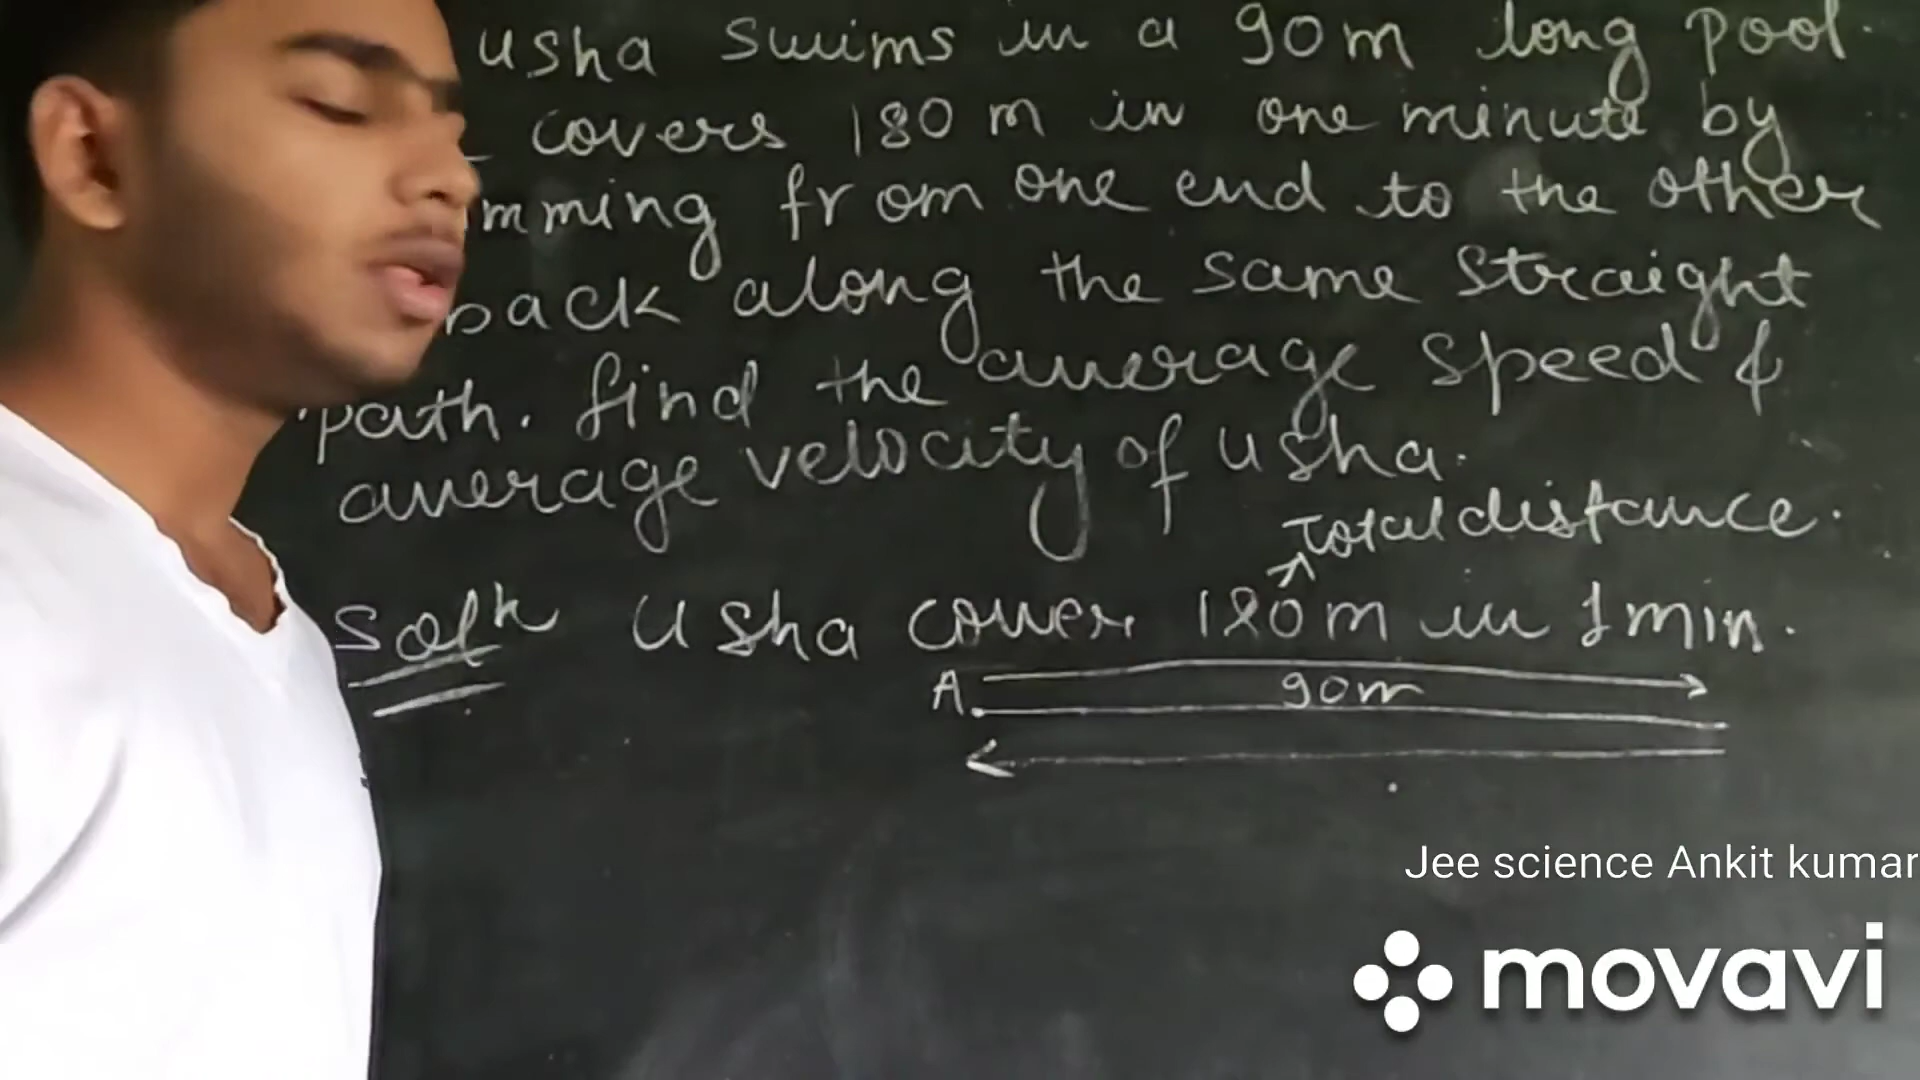 usha swims in a 90m long pool.
covers 180 m in one minute by
mming from one end to the other
back along the same straight
path. find the average speed &
average velocity of usha.
Total distance.
Solⁿ usha cover 180m in 1 min.
A 90m
Jee science Ankit kumar
movavi